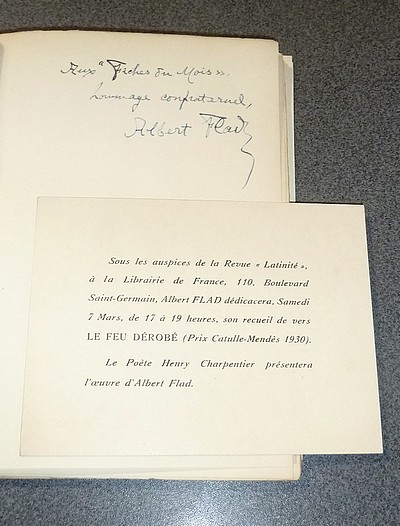 Aux "Fiches du Mois",
hommage confraternel,
Albert Flad
Sous les auspices de la Revue « Latinité »,
à la Librairie de France, 110, Boulevard
Saint-Germain, Albert FLAD dédicacera, Samedi
7 Mars, de 17 à 19 heures, son recueil de vers
LE FEU DÉROBÉ (Prix Catulle-Mendès 1930).
Le Poète Henry Charpentier présentera
l'œuvre d'Albert Flad.